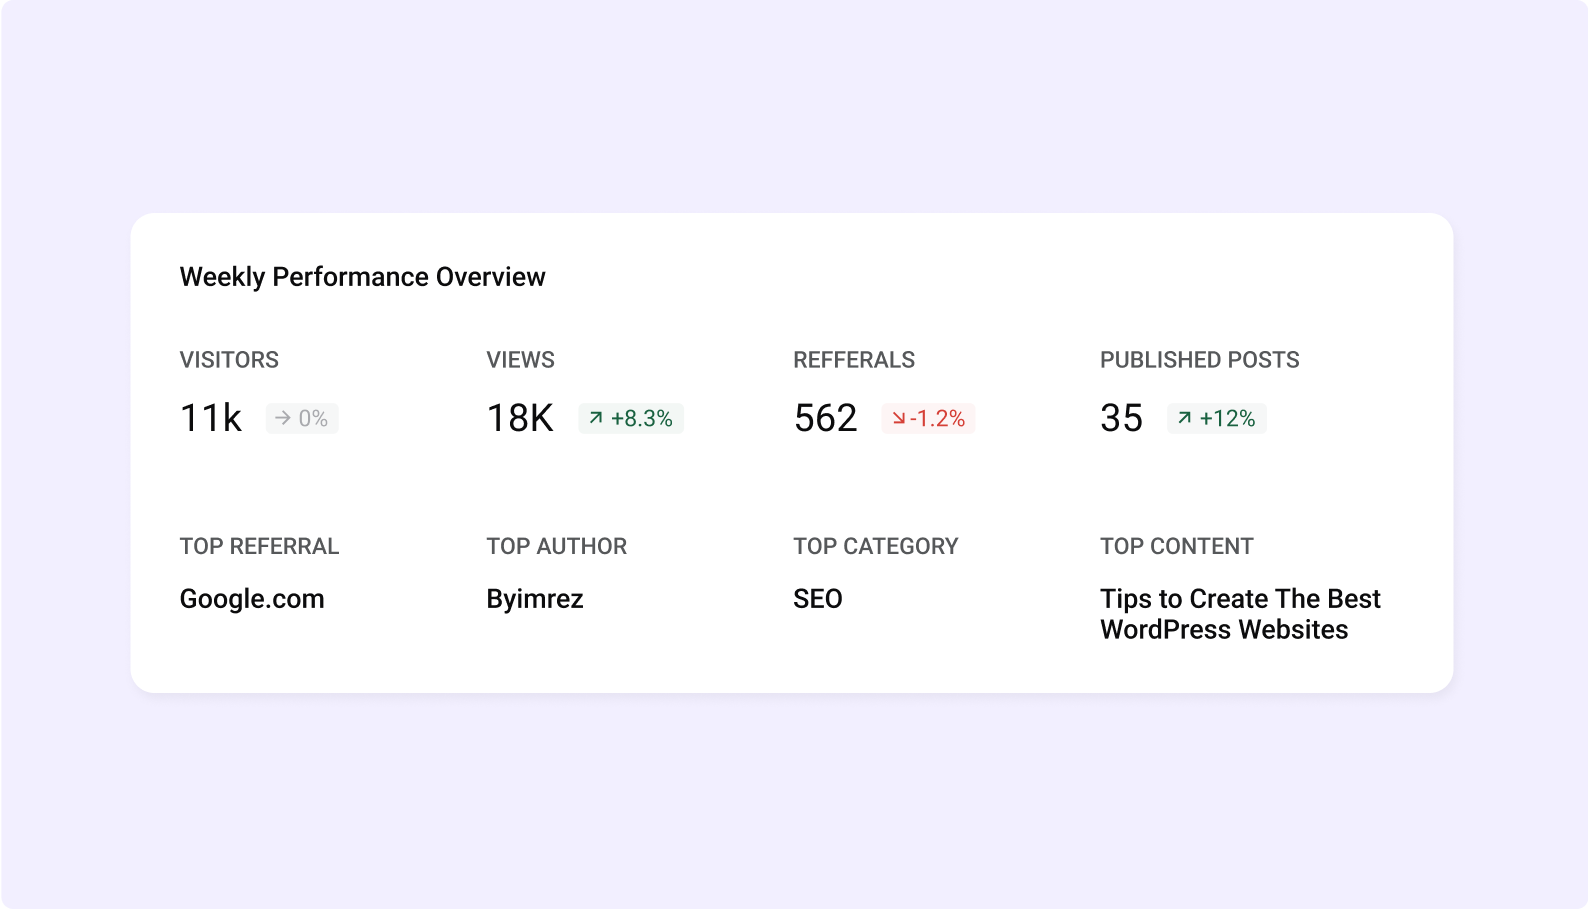 Weekly Performance Overview
VISITORS
11k → 0%
VIEWS
18K ↗ +8.3%
REFFERALS
562 ↘ -1.2%
PUBLISHED POSTS
35 ↗ +12%
TOP REFERRAL
Google.com
TOP AUTHOR
Byimrez
TOP CATEGORY
SEO
TOP CONTENT
Tips to Create The Best
WordPress Websites